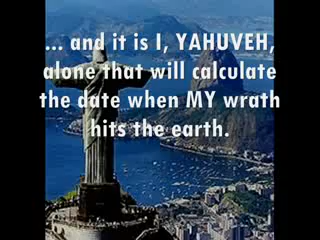 ... and it is I, YAHUVEH,
alone that will calculate
the date when MY wrath
hits the earth.